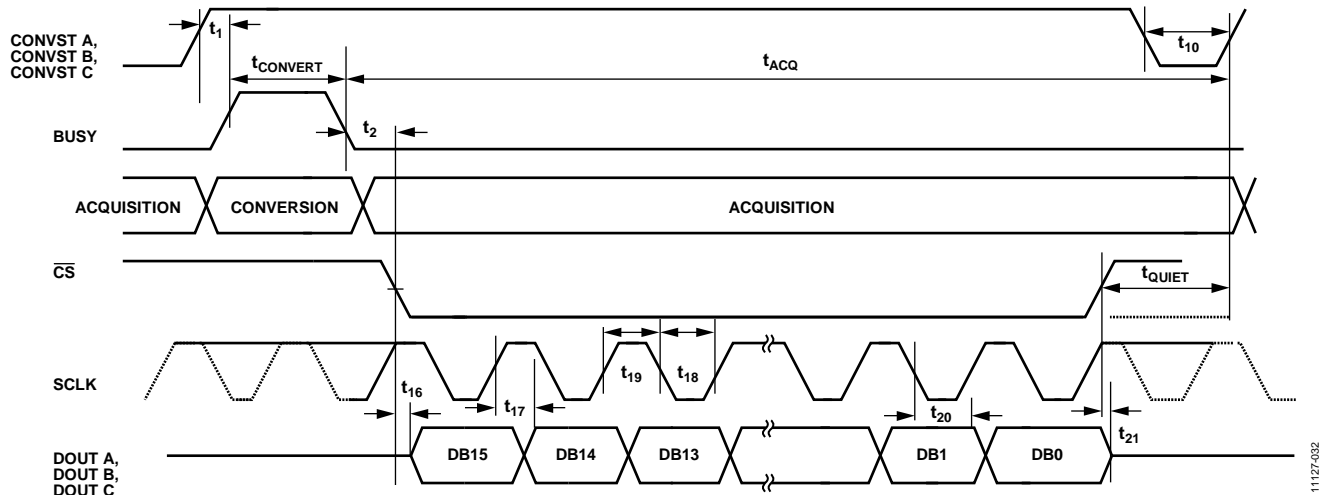 CONVST A,
CONVST B,
CONVST C
t1
tCONVERT
tACQ
t10
BUSY
t2
ACQUISITION
CONVERSION
ACQUISITION
CS
tQUIET
SCLK
t16
t17
t19
t18
t20
t21
DOUT A,
DOUT B,
DOUT C
DB15
DB14
DB13
DB1
DB0
11127-032